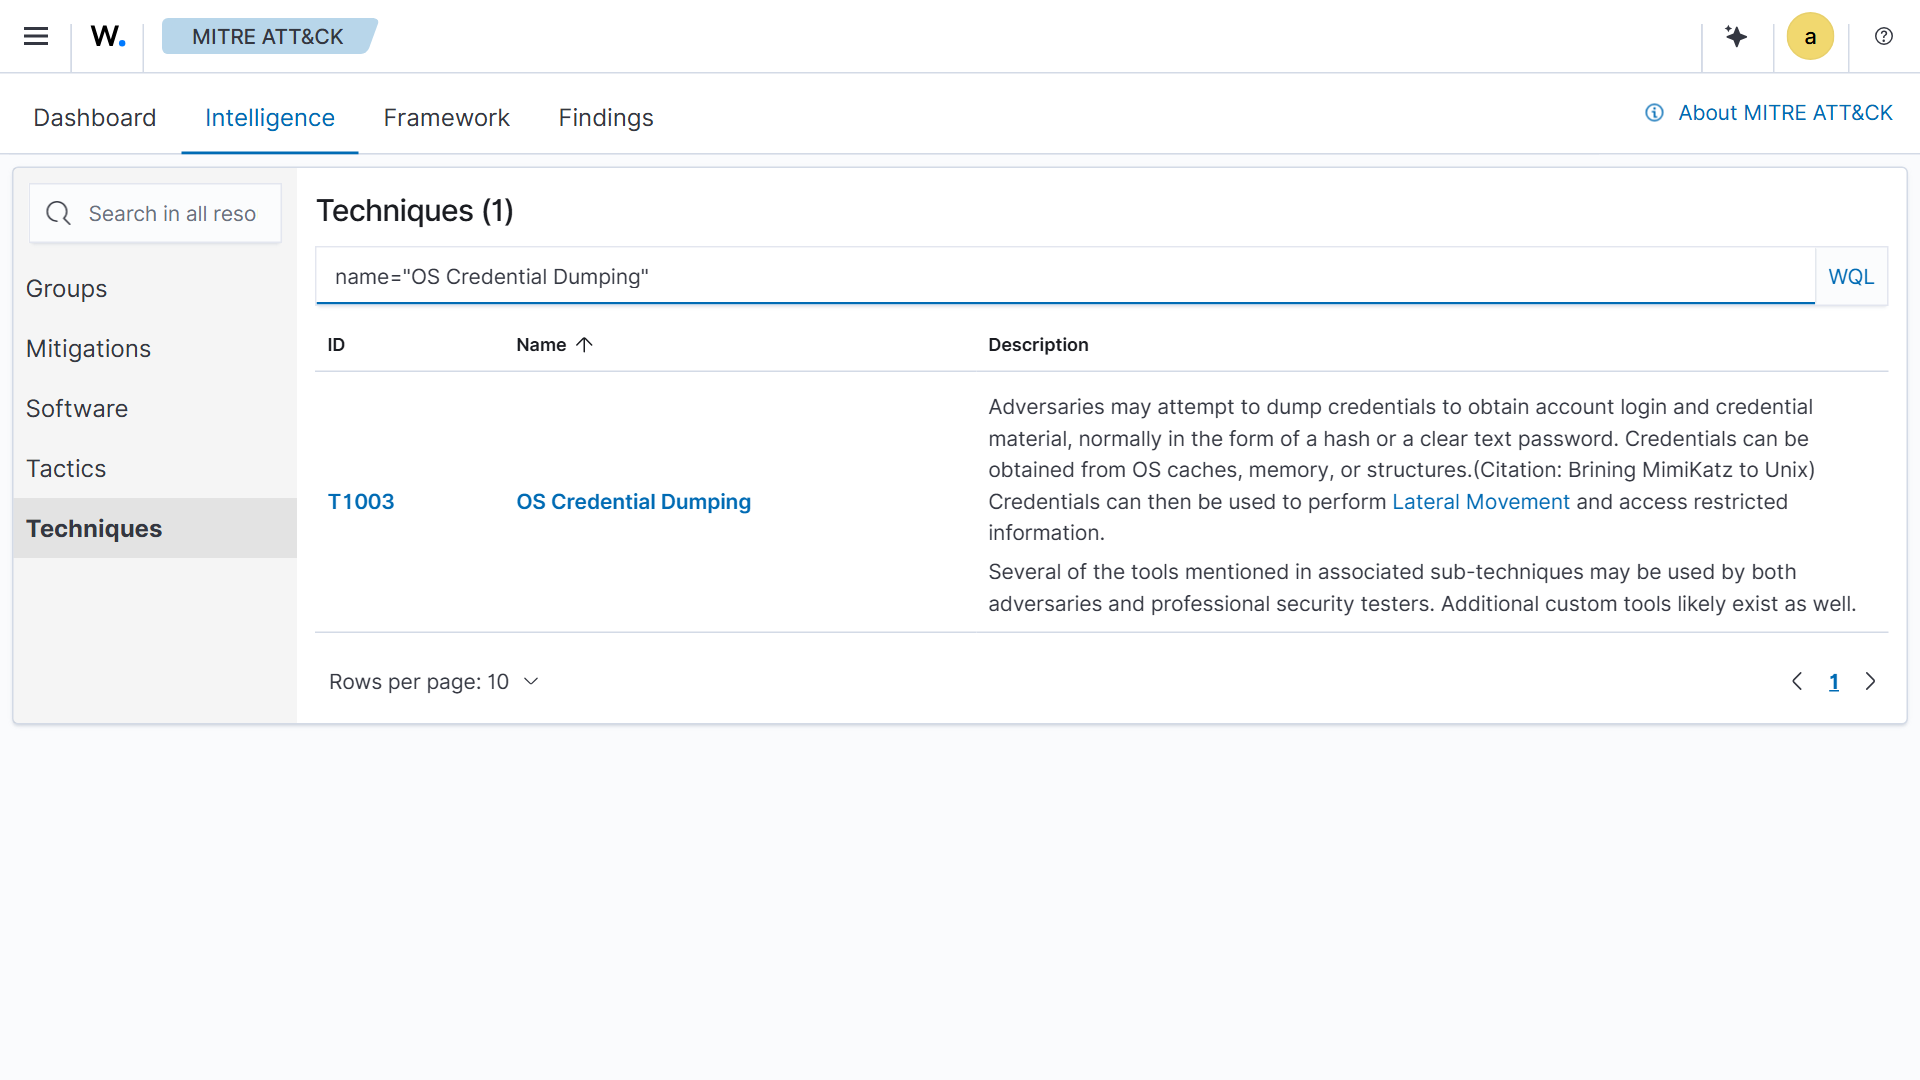 W.
MITRE ATT&CK
a
Dashboard
Intelligence
Framework
Findings
About MITRE ATT&CK
Search in all reso
Groups
Mitigations
Software
Tactics
Techniques
Techniques (1)
name="OS Credential Dumping"
WQL
ID
Name
Description
T1003
OS Credential Dumping
Adversaries may attempt to dump credentials to obtain account login and credential
material, normally in the form of a hash or a clear text password. Credentials can be
obtained from OS caches, memory, or structures.(Citation: Brining MimiKatz to Unix)
Credentials can then be used to perform Lateral Movement and access restricted
information.
Several of the tools mentioned in associated sub-techniques may be used by both
adversaries and professional security testers. Additional custom tools likely exist as well.
Rows per page: 10
1